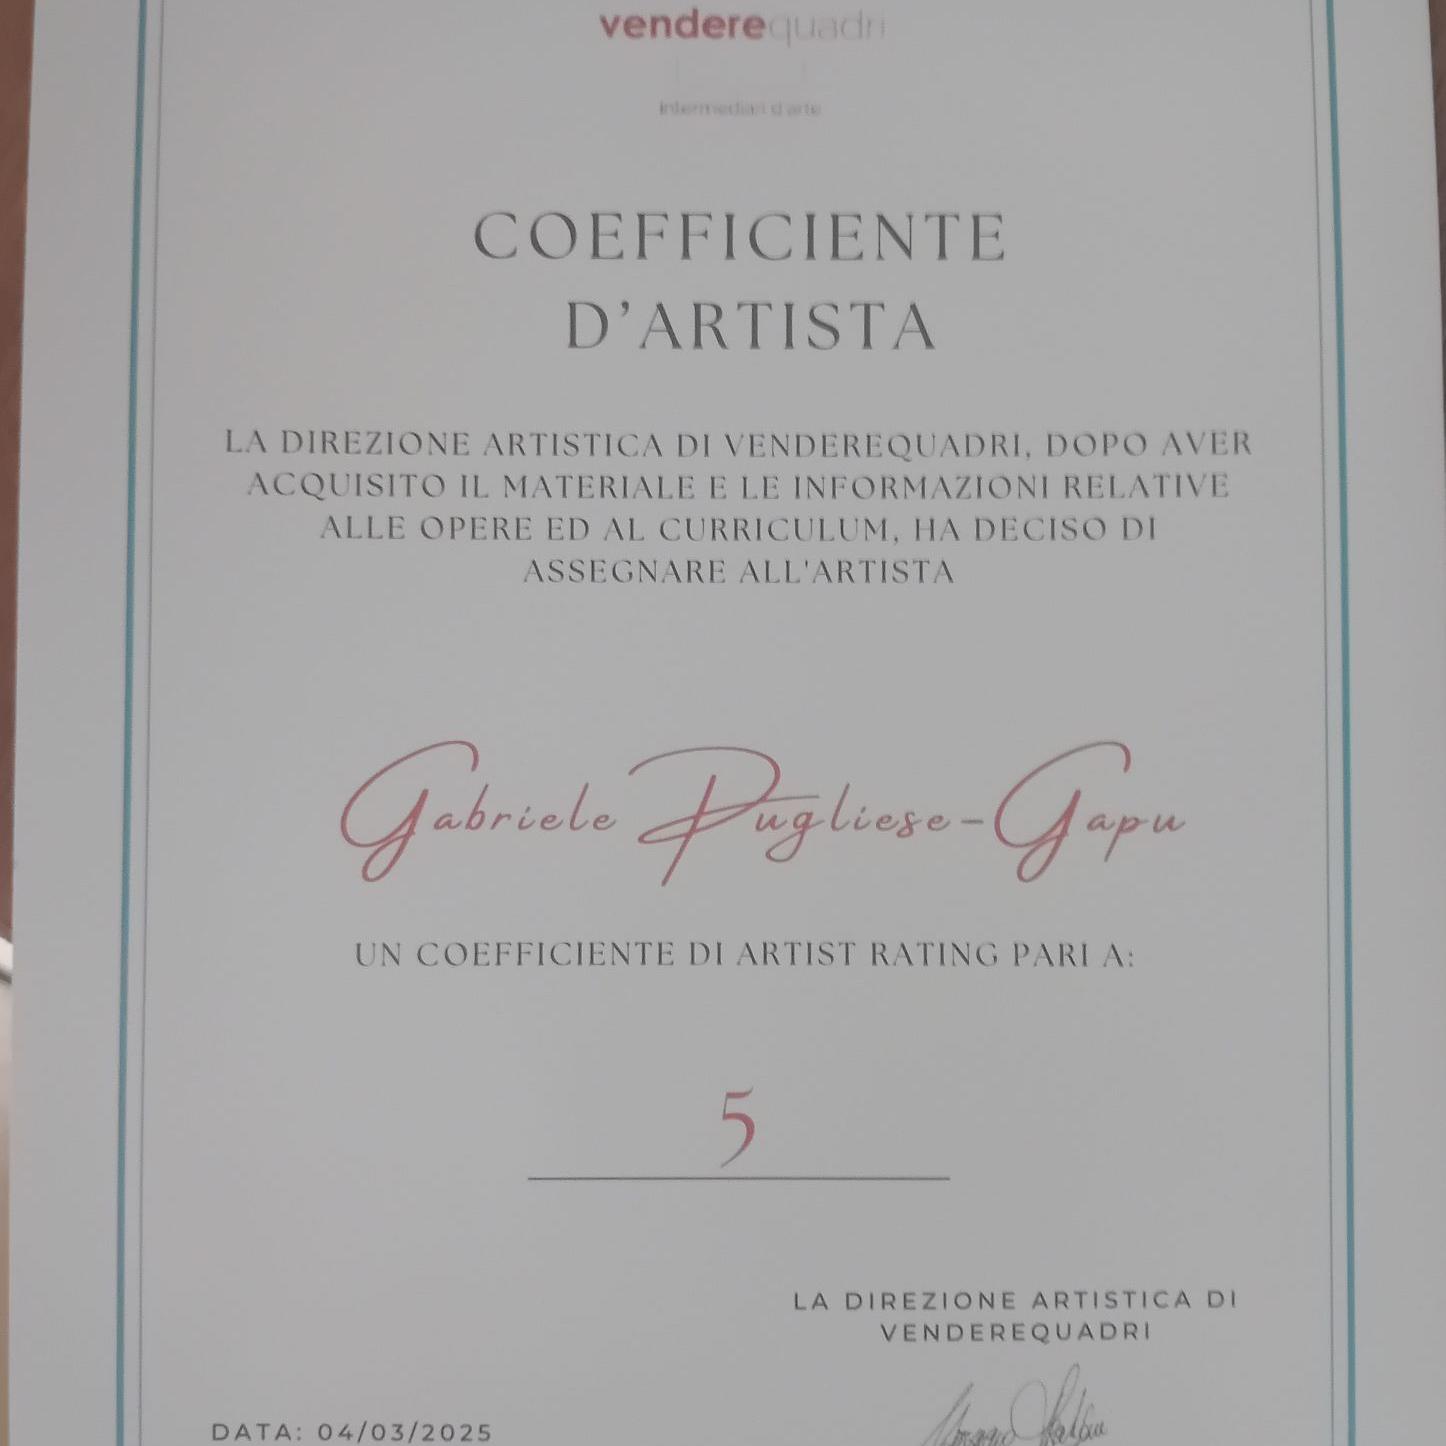 venderequadri
intermediari d'arte
COEFFICIENTE
D’ARTISTA
LA DIREZIONE ARTISTICA DI VENDEREQUADRI, DOPO AVER
ACQUISITO IL MATERIALE E LE INFORMAZIONI RELATIVE
ALLE OPERE ED AL CURRICULUM, HA DECISO DI
ASSEGNARE ALL'ARTISTA
Gabriele Pugliese-Gapu
UN COEFFICIENTE DI ARTIST RATING PARI A:
5
LA DIREZIONE ARTISTICA DI
VENDEREQUADRI
DATA: 04/03/2025